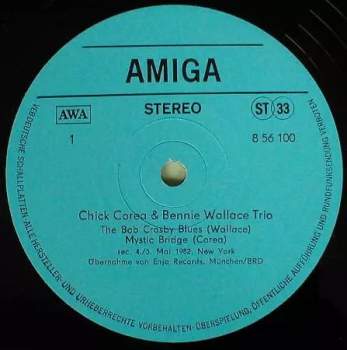 AMIGA
AWA
STEREO
ST 33
1
8 56 100
Chick Corea & Bennie Wallace Trio
The Bob Crosby Blues (Wallace)
Mystic Bridge (Corea)
rec. 4./5. Mai 1982, New York
Übernahme von Enja Records, München/BRD
VEB DEUTSCHE SCHALLPLATTEN · ALLE HERSTELLER- UND URHEBERRECHTE VORBEHALTEN · ÜBERSPIELUNG, ÖFFENTLICHE AUFFÜHRUNG UND RUNDFUNKSENDUNG VERBOTEN